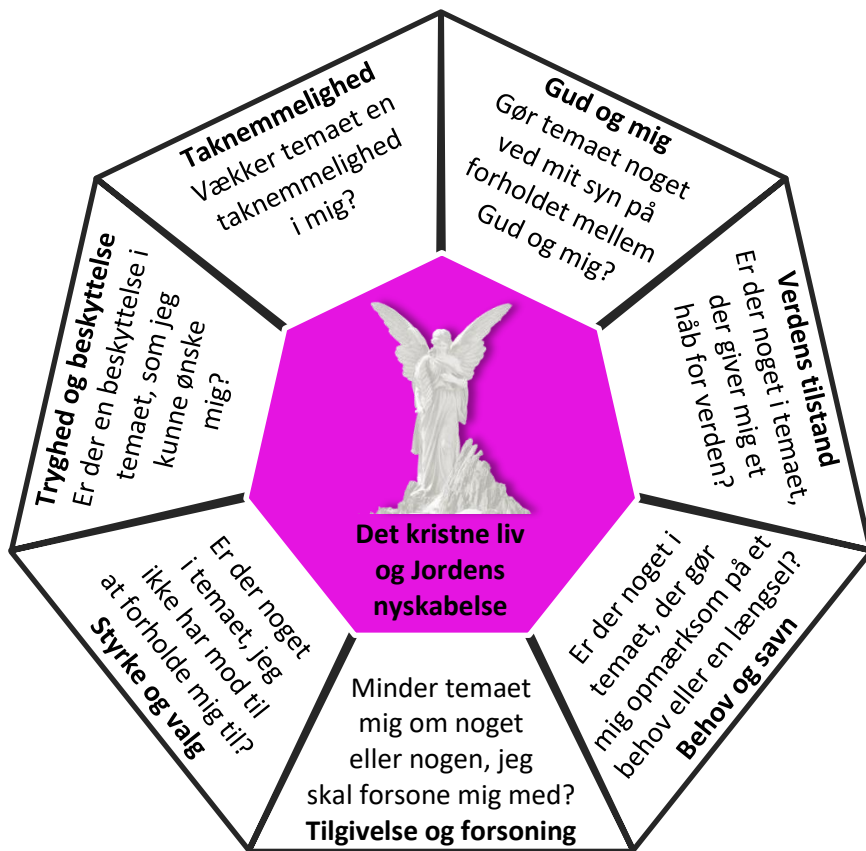 Taknemmelighed
Vækker temaet en
taknemmelighed
i mig?
Gud og mig
Gør temaet noget
ved mit syn på
forholdet mellem
Gud og mig?
Verdens tilstand
Er der noget i temaet,
der giver mig et
håb for verden?
Er der noget i
temaet, der gør
mig opmærksom på et
behov eller en længsel?
Behov og savn
Minder temaet
mig om noget
eller nogen, jeg
skal forsone mig med?
Tilgivelse og forsoning
Er der noget
i temaet, jeg
ikke har mod til
at forholde mig til?
Styrke og valg
Tryghed og beskyttelse
Er der en beskyttelse i
temaet, som jeg
kunne ønske
mig?
Det kristne liv
og Jordens
nyskabelse